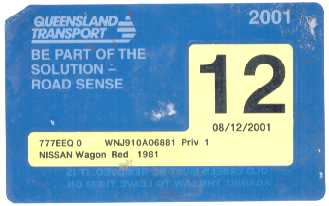 QUEENSLAND
TRANSPORT
2001
BE PART OF THE
SOLUTION –
ROAD SENSE
12
08/12/2001
777EEQ 0 WNJ910A06881 Priv 1
NISSAN Wagon Red 1981